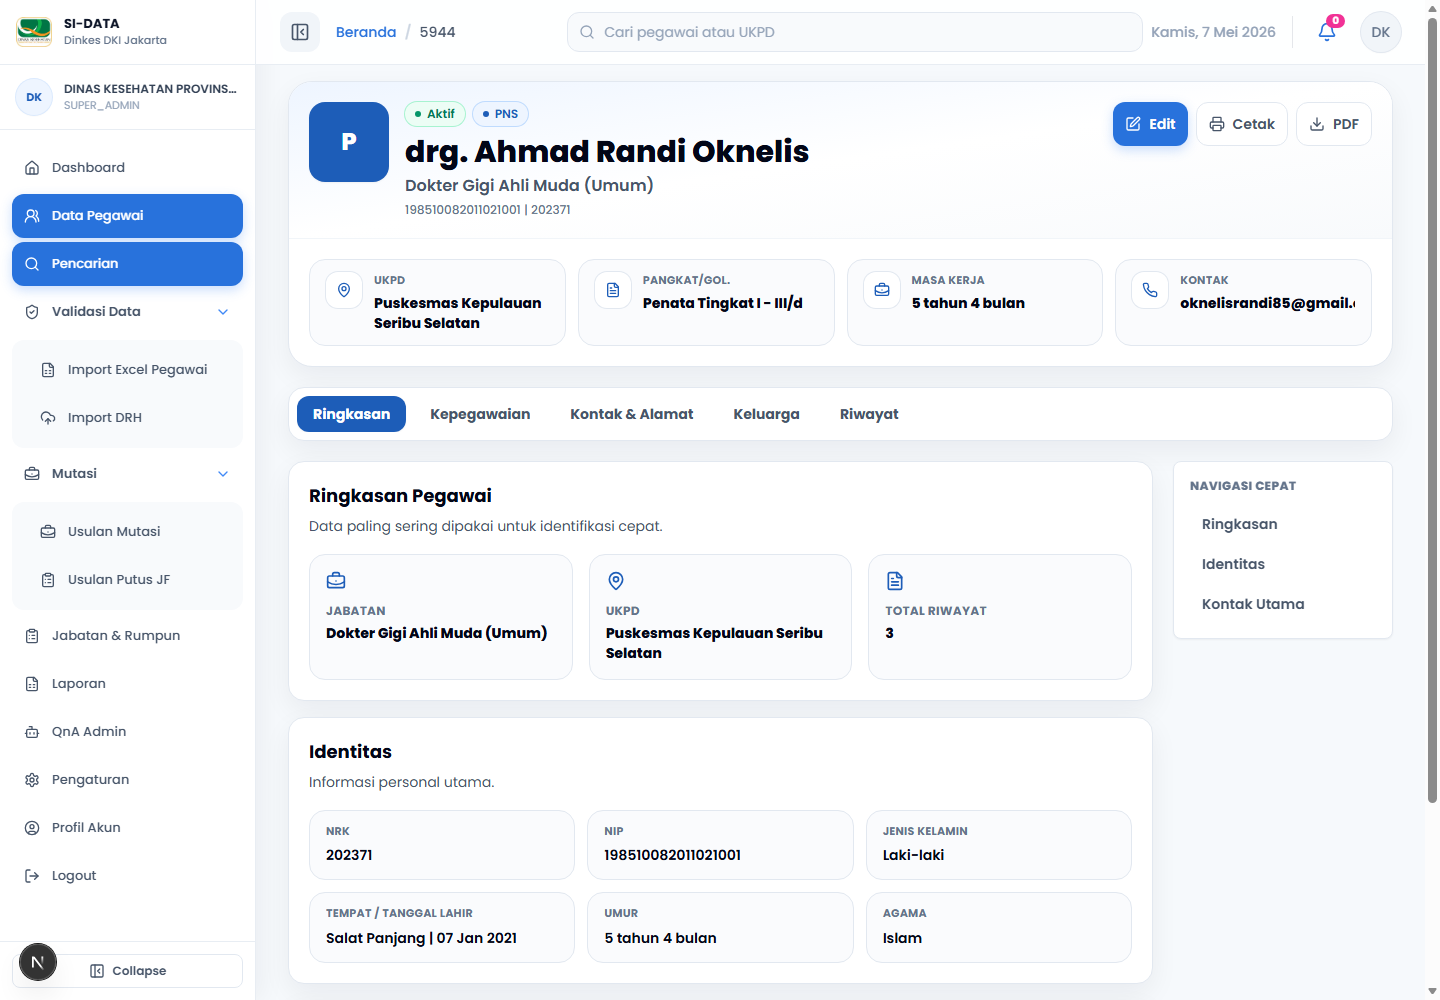 SI-DATA
Dinkes DKI Jakarta
DK
DINAS KESEHATAN PROVINS...
SUPER_ADMIN
Dashboard
Data Pegawai
Pencarian
Validasi Data
Import Excel Pegawai
Import DRH
Mutasi
Usulan Mutasi
Usulan Putus JF
Jabatan & Rumpun
Laporan
QnA Admin
Pengaturan
Profil Akun
Logout
N
Collapse
Beranda / 5944
Cari pegawai atau UKPD
Kamis, 7 Mei 2026
0
DK
P
Aktif
PNS
drg. Ahmad Randi Oknelis
Dokter Gigi Ahli Muda (Umum)
198510082011021001 | 202371
Edit
Cetak
PDF
UKPD
Puskesmas Kepulauan
Seribu Selatan
PANGKAT/GOL.
Penata Tingkat I - III/d
MASA KERJA
5 tahun 4 bulan
KONTAK
oknelisrandi85@gmail.
Ringkasan
Kepegawaian
Kontak & Alamat
Keluarga
Riwayat
Ringkasan Pegawai
Data paling sering dipakai untuk identifikasi cepat.
JABATAN
Dokter Gigi Ahli Muda (Umum)
UKPD
Puskesmas Kepulauan Seribu
Selatan
TOTAL RIWAYAT
3
NAVIGASI CEPAT
Ringkasan
Identitas
Kontak Utama
Identitas
Informasi personal utama.
NRK
202371
NIP
198510082011021001
JENIS KELAMIN
Laki-laki
TEMPAT / TANGGAL LAHIR
Salat Panjang | 07 Jan 2021
UMUR
5 tahun 4 bulan
AGAMA
Islam